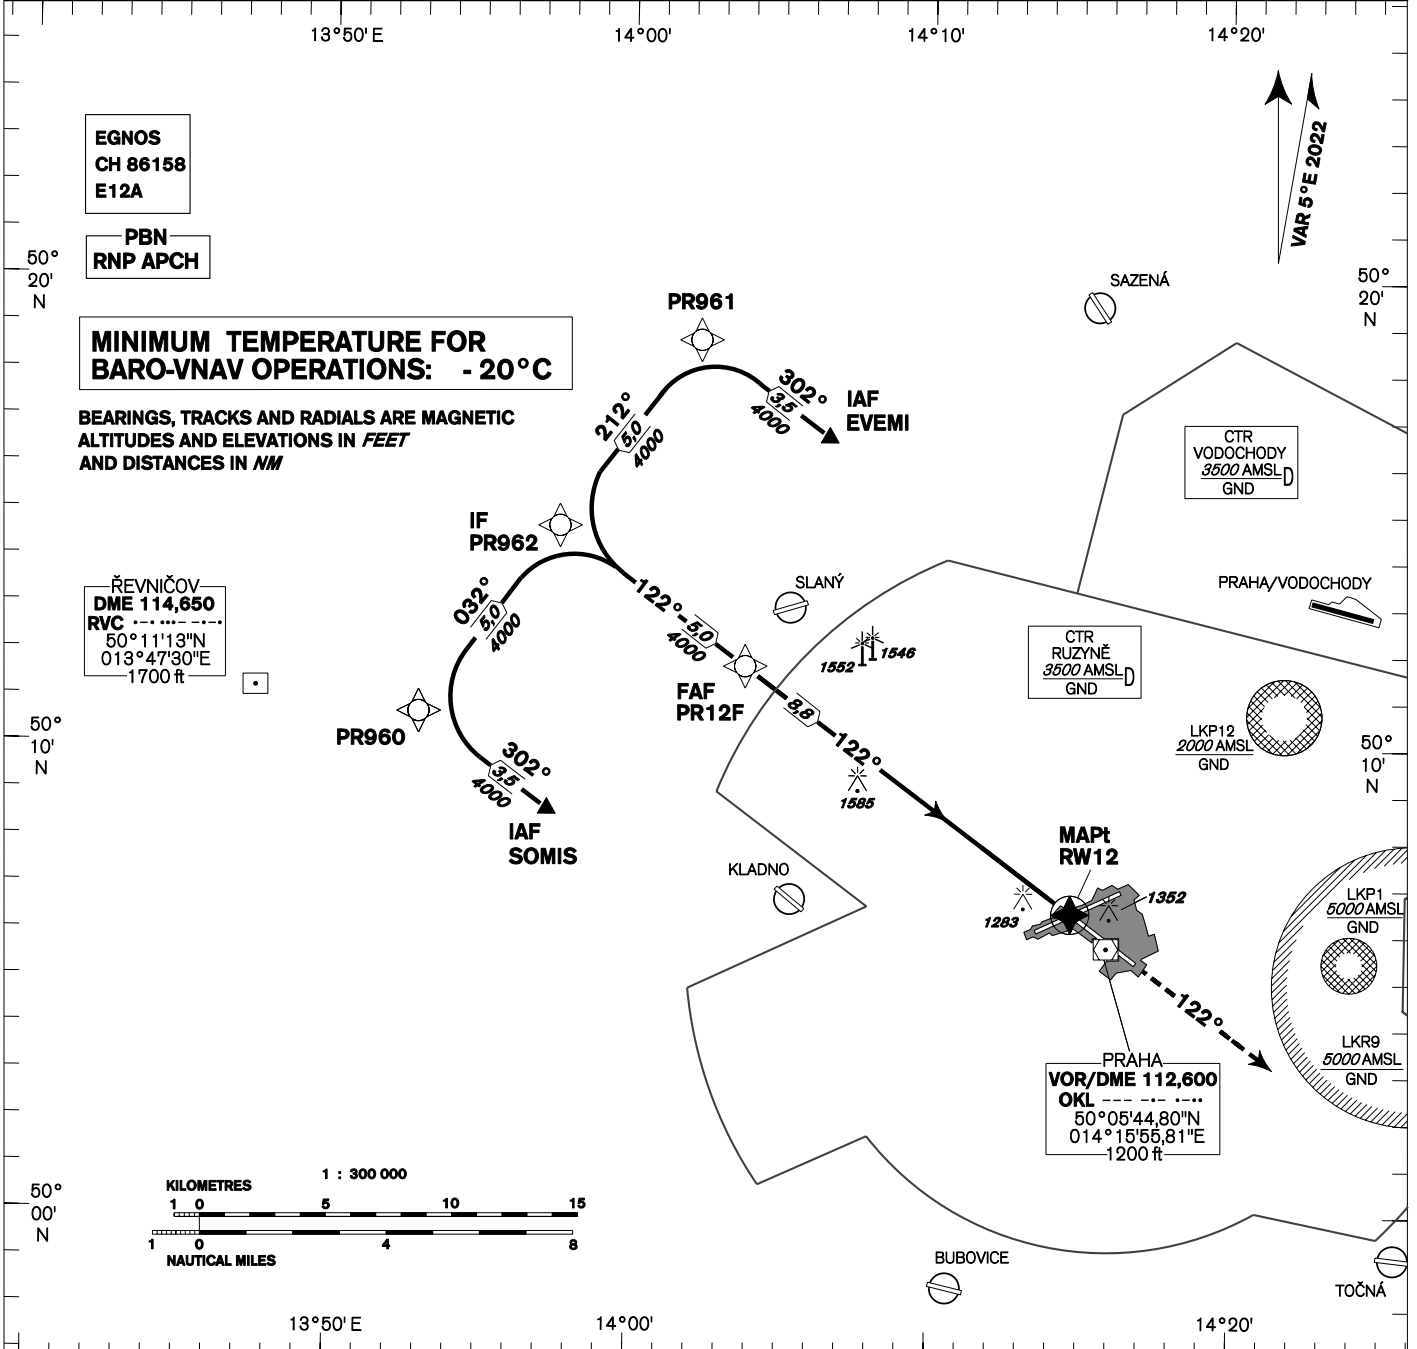 13°50' E
14°00'
14°10'
14°20'
EGNOS
CH 86158
E12A
VAR 5°E 2022
PBN
RNP APCH
50°
20'
N
50°
20'
N
SAZENÁ
PR961
MINIMUM TEMPERATURE FOR
BARO-VNAV OPERATIONS: - 20°C
BEARINGS, TRACKS AND RADIALS ARE MAGNETIC
ALTITUDES AND ELEVATIONS IN FEET
AND DISTANCES IN NM
302°
3,5
4000
IAF
EVEMI
212°
5,0
4000
CTR
VODOCHODY
3500 AMSL D
GND
IF
PR962
ŘEVNIČOV
DME 114,650
RVC ·-· ···- -·-·
50°11'13"N
013°47'30"E
1700 ft
032°
5,0
4000
122°
5,0
4000
SLANÝ
PRAHA/VODOCHODY
1552
1546
CTR
RUZYNĚ
3500 AMSL D
GND
FAF
PR12F
8,8
122°
LKP12
2000 AMSL
GND
50°
10'
N
50°
10'
N
PR960
302°
3,5
4000
1585
IAF
SOMIS
MAPt
RW12
KLADNO
1283
1352
LKP1
5000 AMSL
GND
122°
LKR9
5000 AMSL
GND
PRAHA
VOR/DME 112,600
OKL --- -·- ·-··
50°05'44,80"N
014°15'55,81"E
1200 ft
1 : 300 000
KILOMETRES
1 0 5 10 15
1 0 4 8
NAUTICAL MILES
50°
00'
N
BUBOVICE
TOČNÁ
13°50' E
14°00'
14°20'